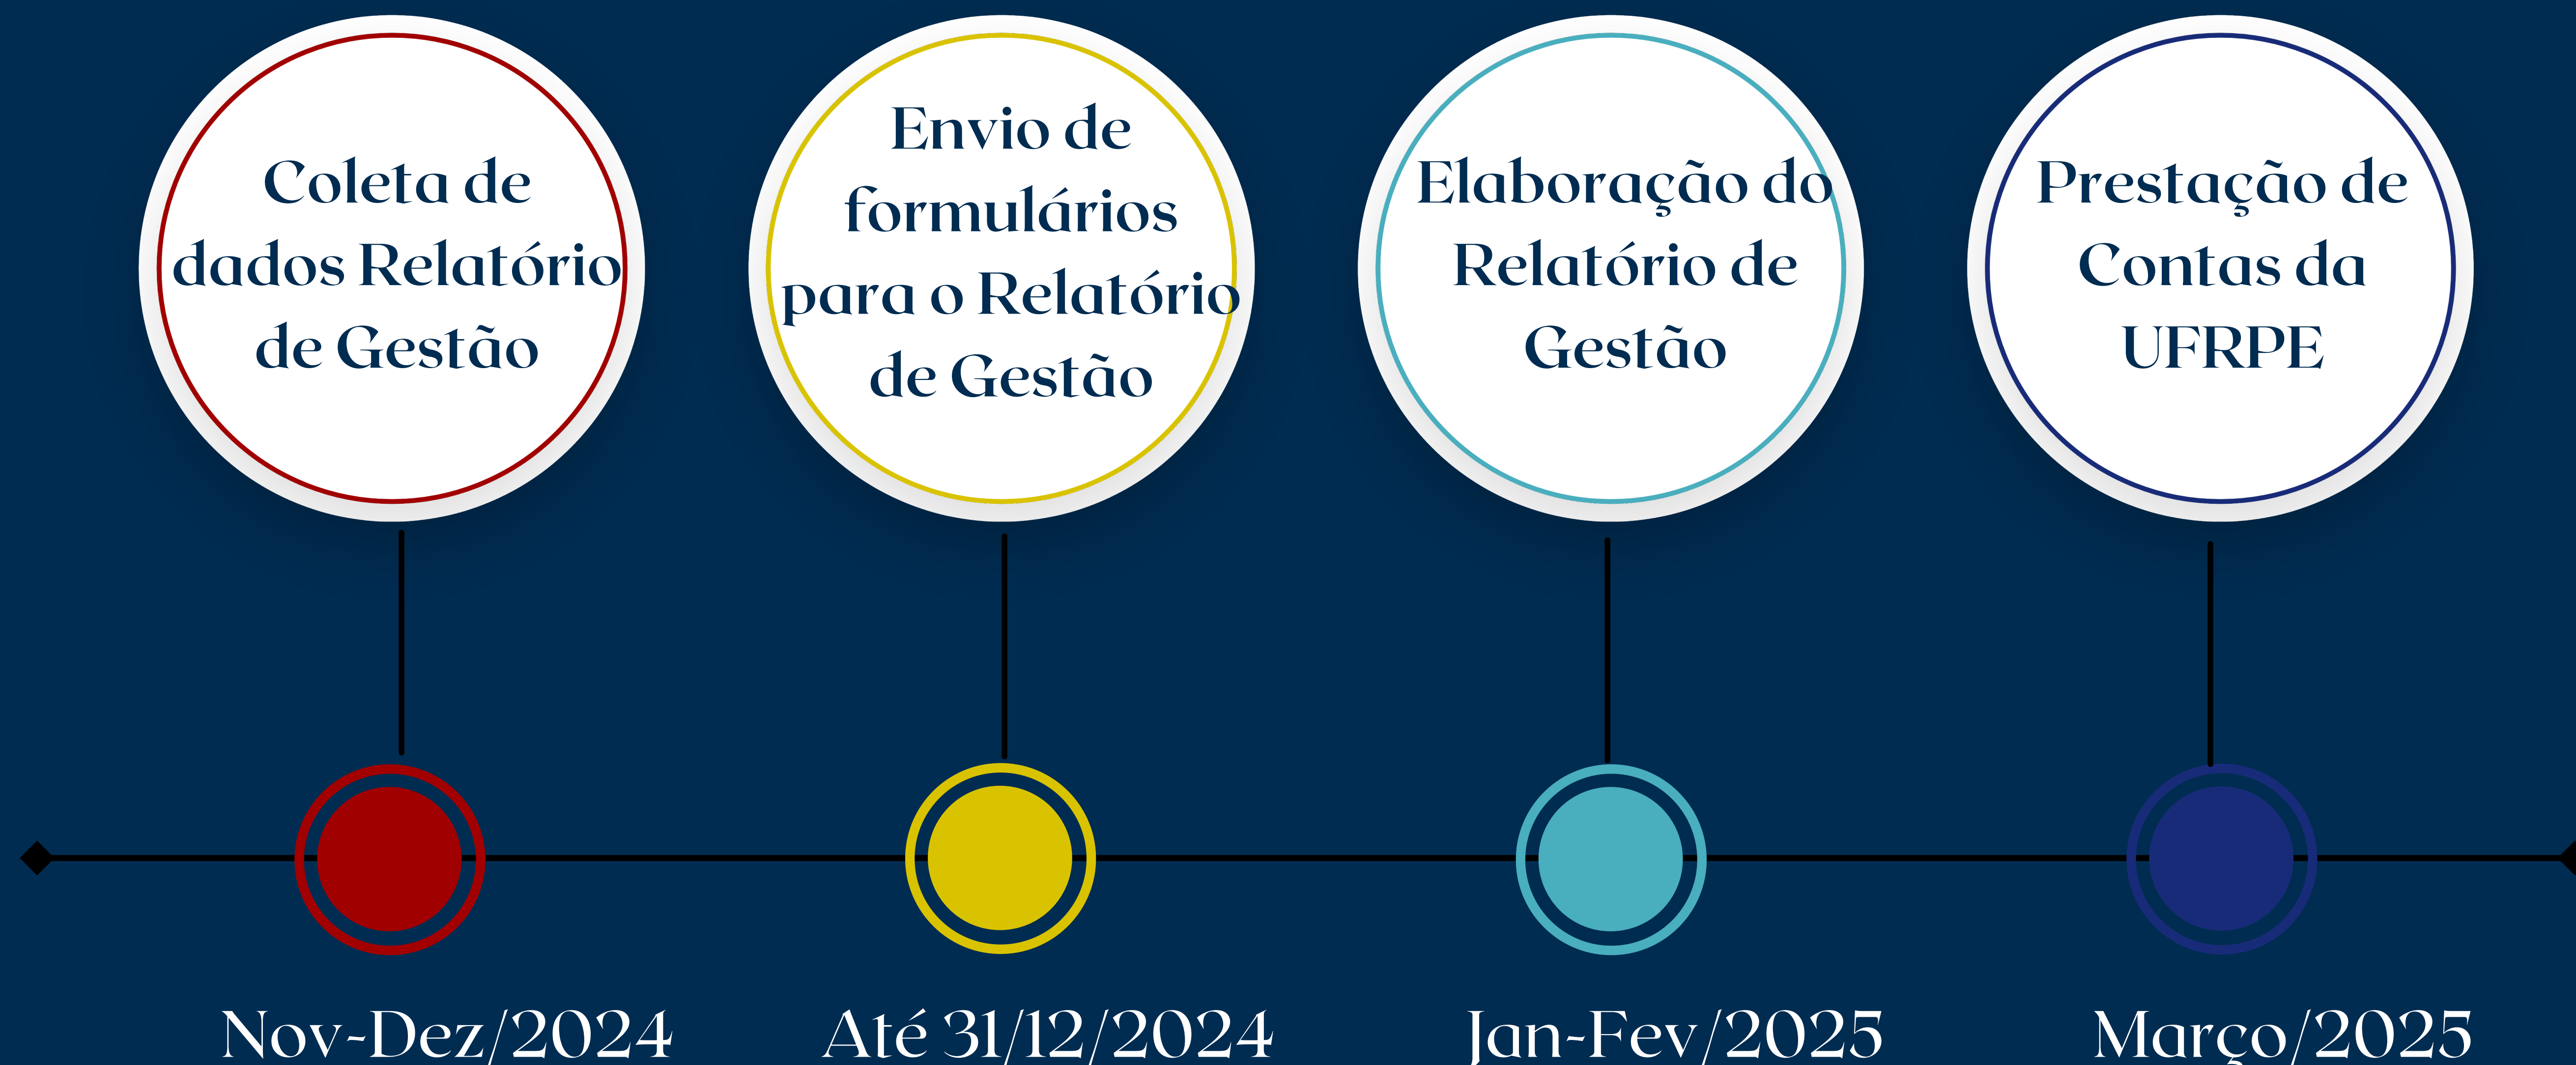 Coleta de
dados Relatório
de Gestão
Envio de
formulários
para o Relatório
de Gestão
Elaboração do
Relatório de
Gestão
Prestação de
Contas da
UFRPE
Nov-Dez/2024
Até 31/12/2024
Jan-Fev/2025
Março/2025